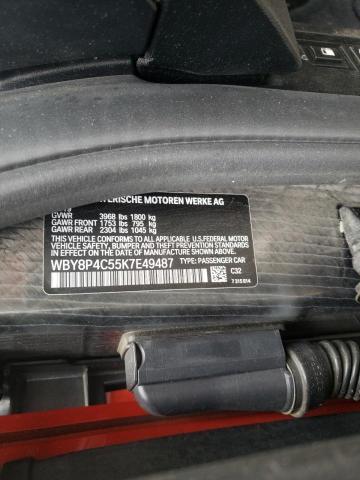 ERISCHE MOTOREN WERKE AG
GVWR 3968 lbs 1800 kg
GAWR FRONT 1753 lbs 795 kg
GAWR REAR 2304 lbs 1045 kg
THIS VEHICLE CONFORMS TO ALL APPLICABLE U.S. FEDERAL MOTOR
VEHICLE SAFETY, BUMPER AND THEFT PREVENTION STANDARDS
IN EFFECT ON THE DATE OF MANUFACTURE SHOWN ABOVE.
WBY8P4C55K7E49487 TYPE: PASSENGER CAR
C32